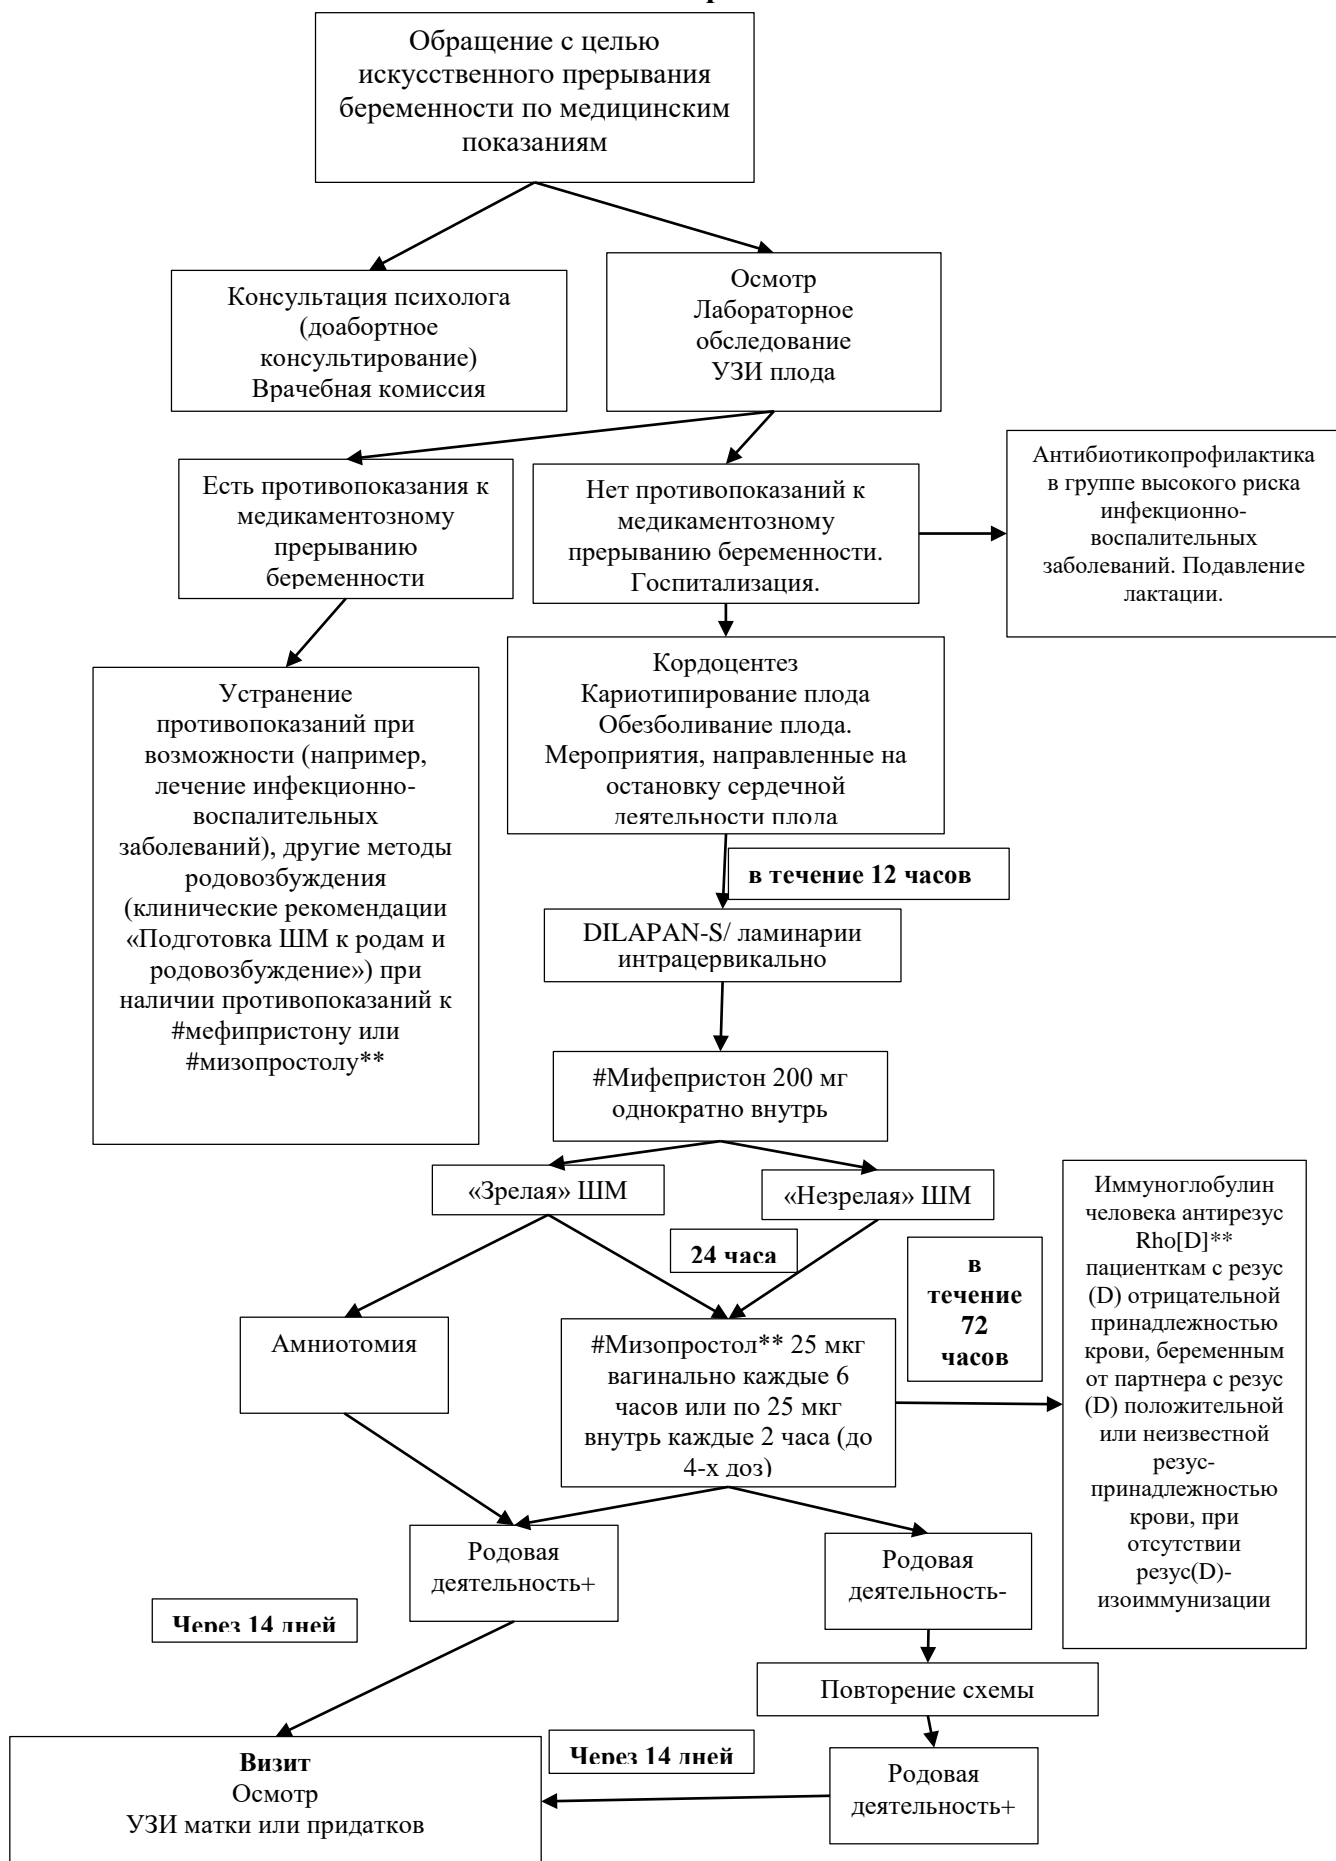 Обращение с целью
искусственного прерывания
беременности по медицинским
показаниям
Консультация психолога
(доабортное
консультирование)
Врачебная комиссия
Осмотр
Лабораторное
обследование
УЗИ плода
Есть противопоказания к
медикаментозному
прерыванию
беременности
Нет противопоказаний к
медикаментозному
прерыванию беременности.
Госпитализация.
Антибиотикопрофилактика
в группе высокого риска
инфекционно-
воспалительных
заболеваний. Подавление
лактации.
Устранение
противопоказаний при
возможности (например,
лечение инфекционно-
воспалительных
заболеваний), другие методы
родовозбуждения
(клинические рекомендации
«Подготовка ШМ к родам и
родовозбуждение») при
наличии противопоказаний к
#мефипристону или
#мизопростолу**
Кордоцентез
Кариотипирование плода
Обезболивание плода.
Мероприятия, направленные на
остановку сердечной
деятельности плода
в течение 12 часов
DILAPAN-S/ ламинарии
интрацервикально
#Мифепристон 200 мг
однократно внутрь
«Зрелая» ШМ
«Незрелая» ШМ
24 часа
в
течение
72
часов
Иммуноглобулин
человека антирезус
Rho[D]**
пациенткам с резус
(D) отрицательной
принадлежностью
крови, беременным
от партнера с резус
(D) положительной
или неизвестной
резус-
принадлежностью
крови, при
отсутствии
резус(D)-
изоиммунизации
Амниотомия
#Мизопростол** 25 мкг
вагинально каждые 6
часов или по 25 мкг
внутрь каждые 2 часа (до
4-х доз)
Родовая
деятельность+
Родовая
деятельность-
Через 14 дней
Повторение схемы
Через 14 дней
Родовая
деятельность+
Визит
Осмотр
УЗИ матки или придатков